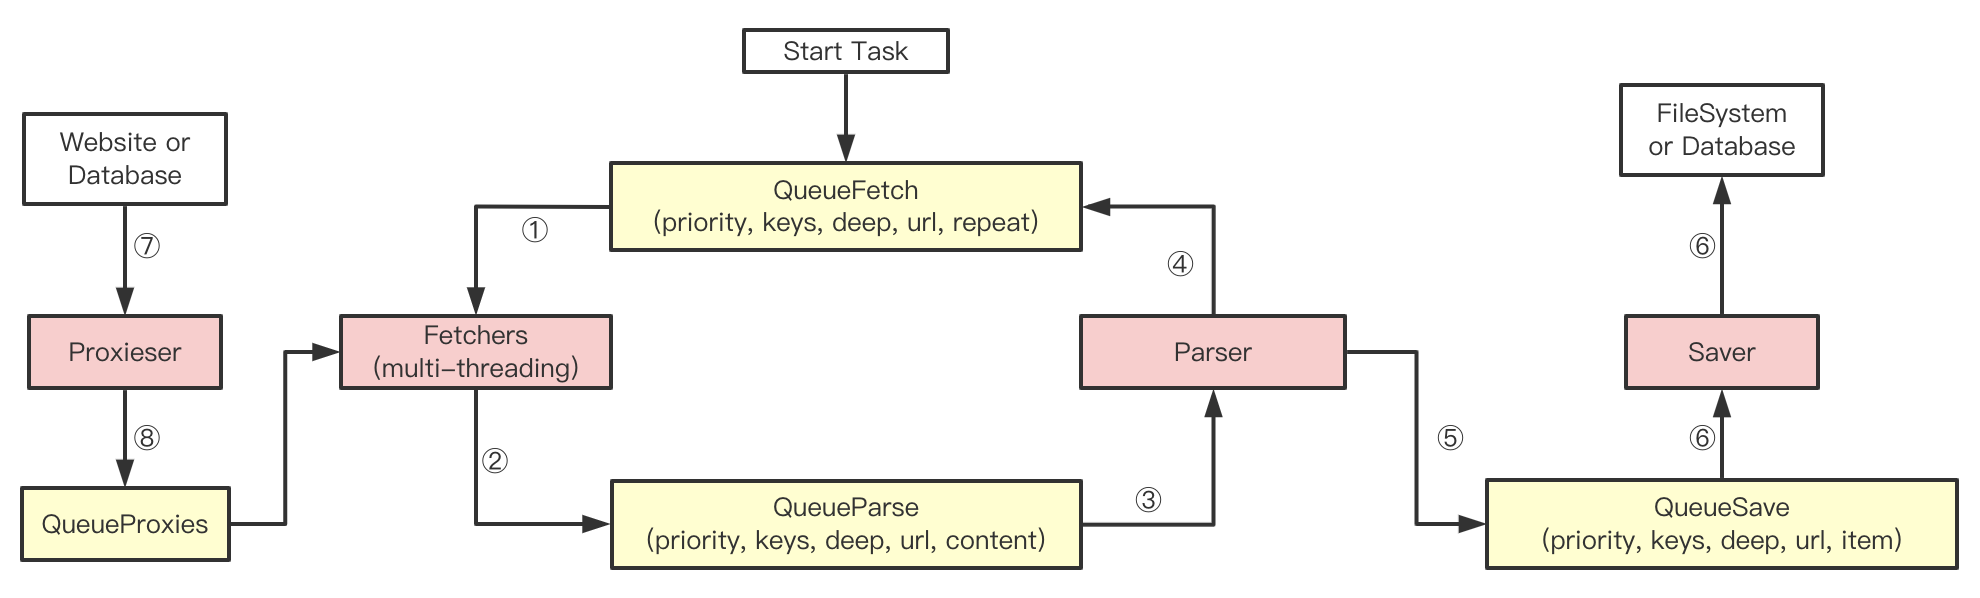 Start Task
Website or
Database
FileSystem
or Database
QueueFetch
(priority, keys, deep, url, repeat)
①
④
⑦
⑥
Proxieser
Fetchers
(multi-threading)
Parser
Saver
⑧
②
③
⑤
⑥
QueueProxies
QueueParse
(priority, keys, deep, url, content)
QueueSave
(priority, keys, deep, url, item)